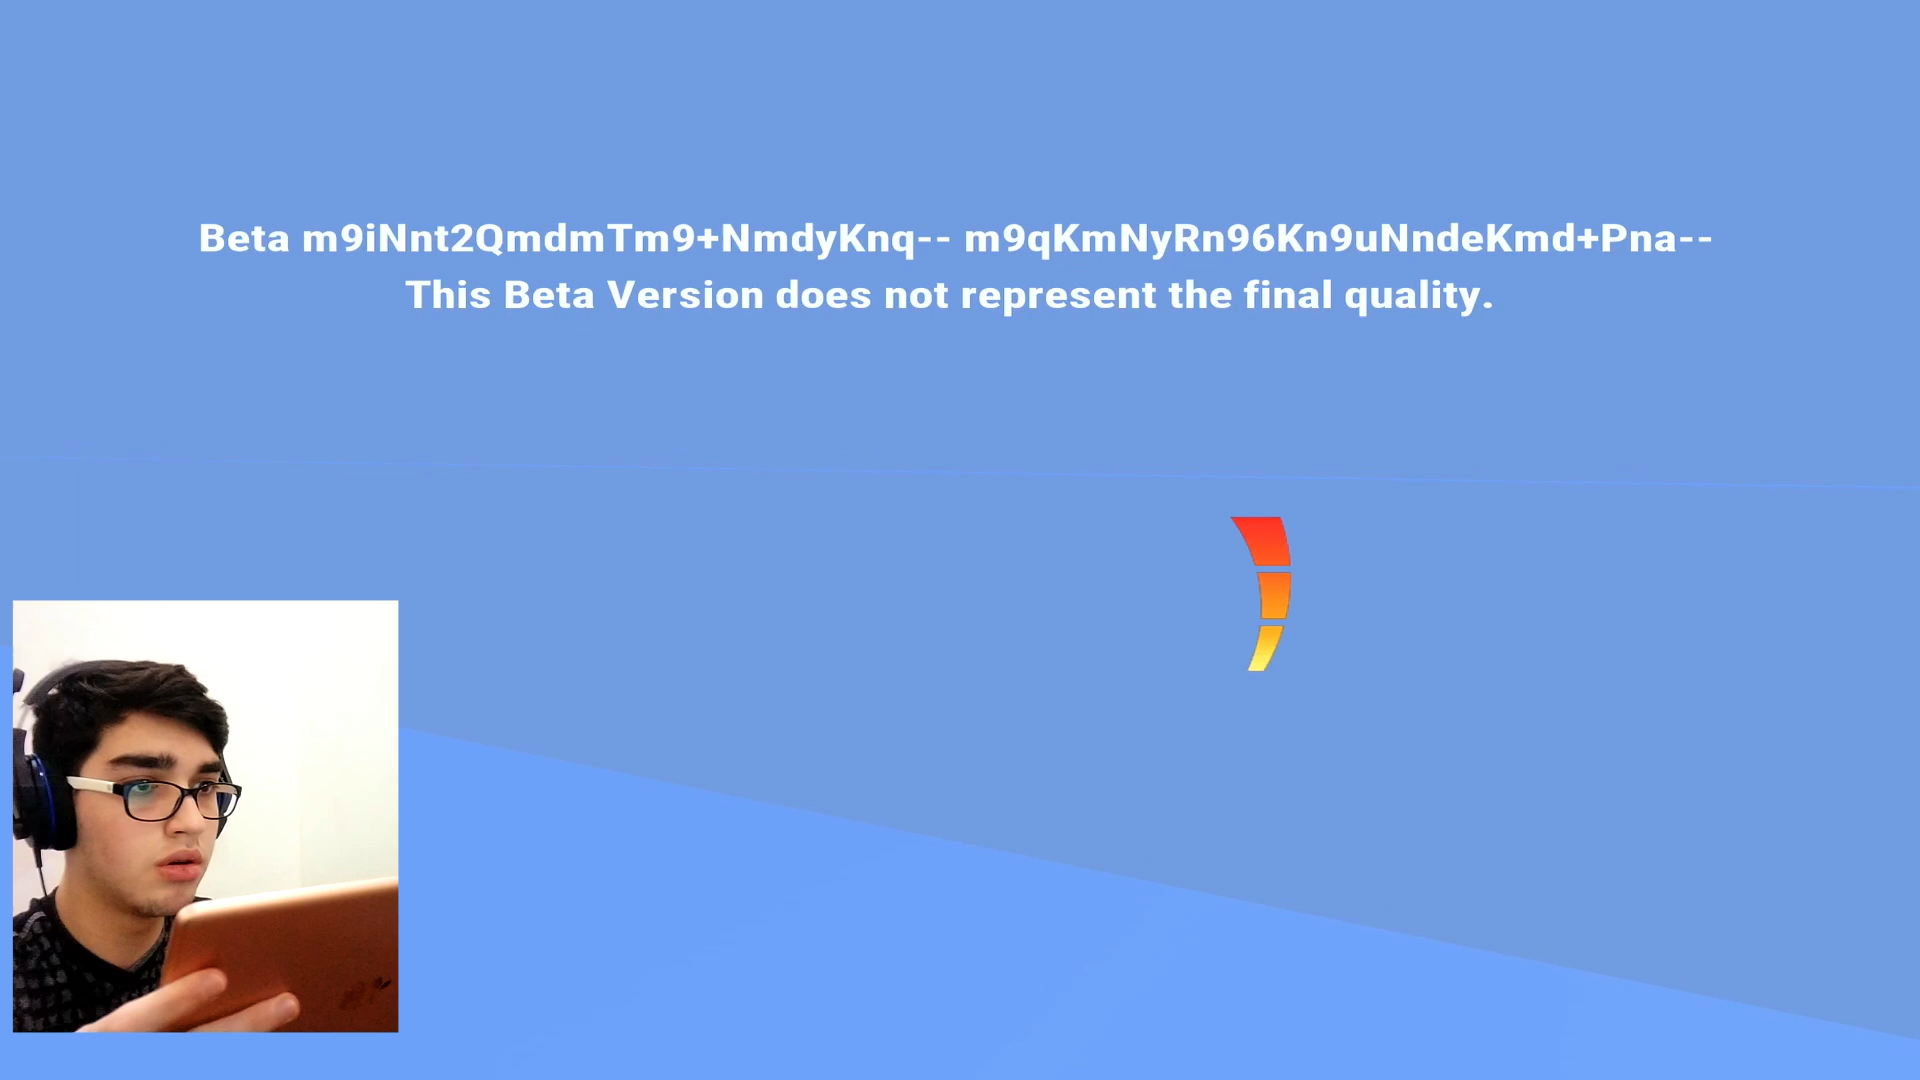 Beta m9iNnt2QmdmTm9+NmdyKnq-- m9qKmNyRn96Kn9uNndeKmd+Pna--
This Beta Version does not represent the final quality.